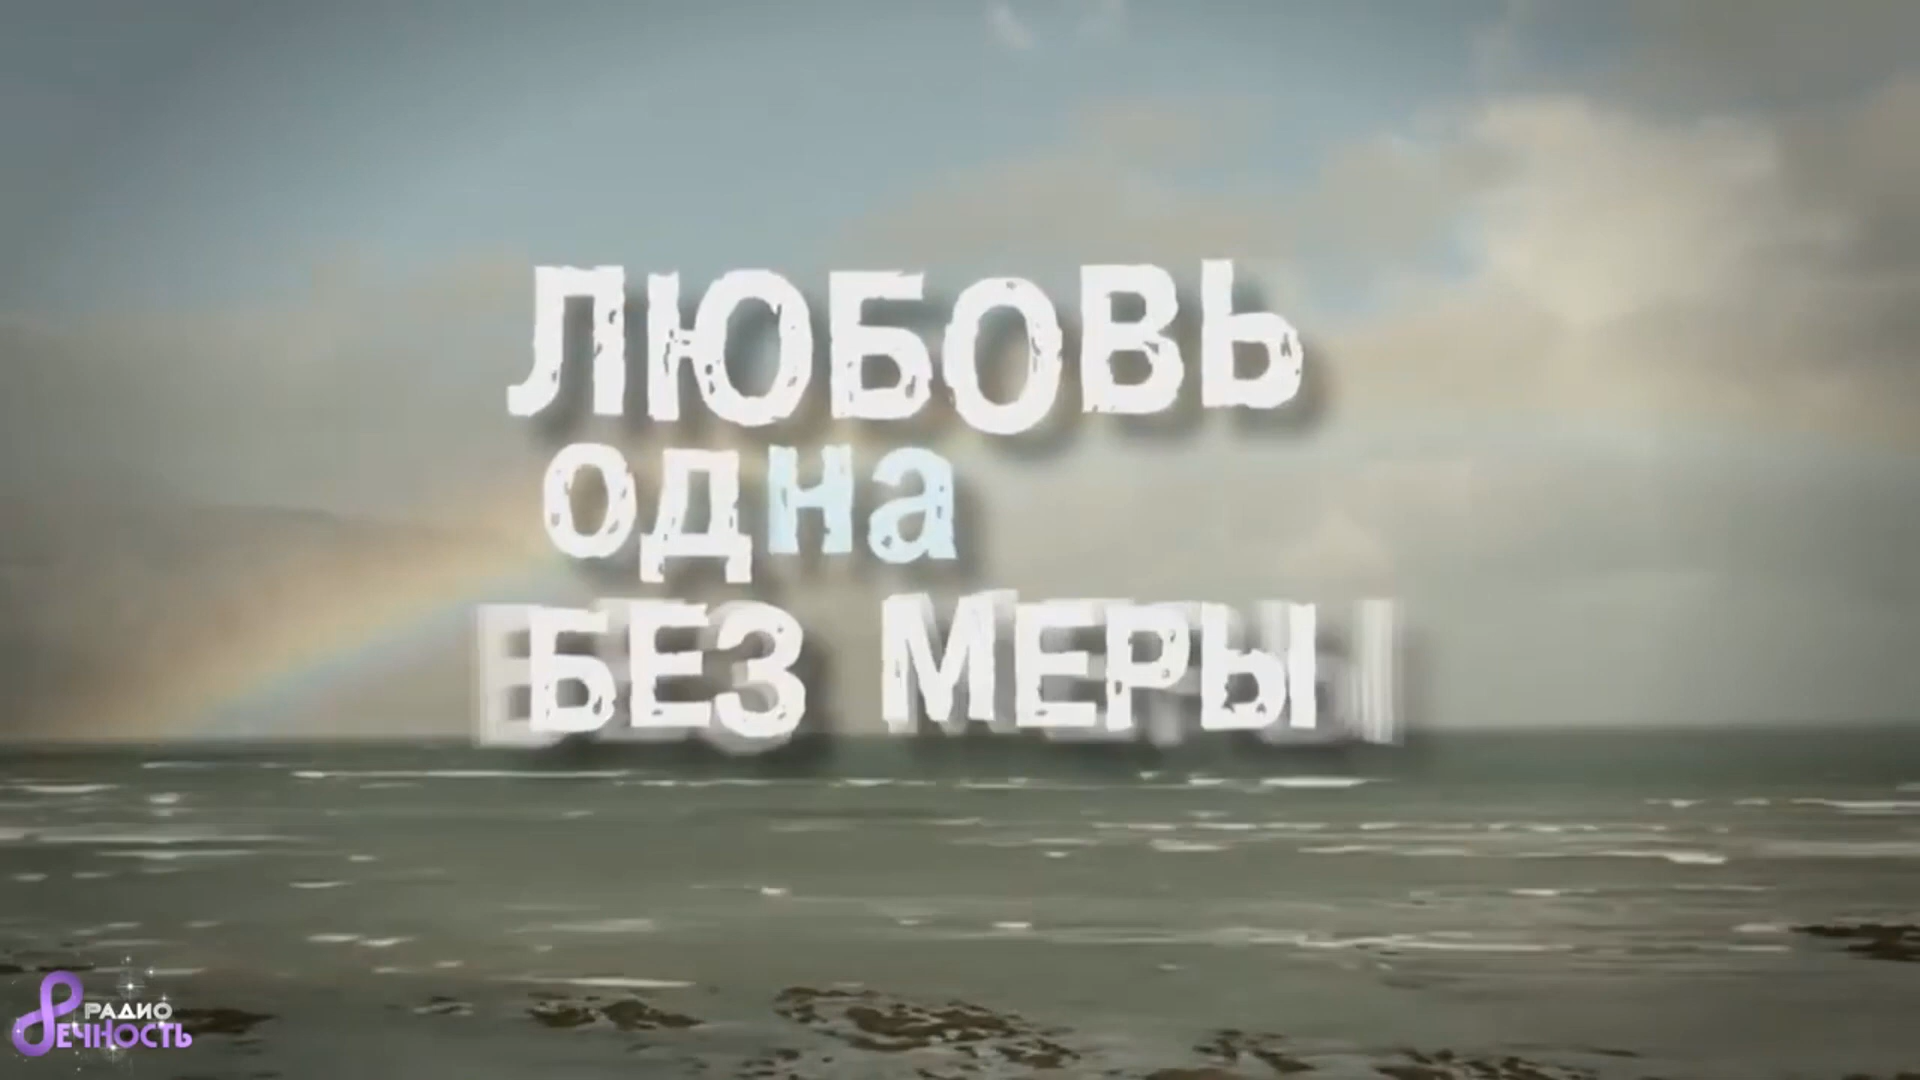 ЛЮБОВЬ
одна
БЕЗ МЕРЫ
РАДИО
ВЕЧНОСТЬ